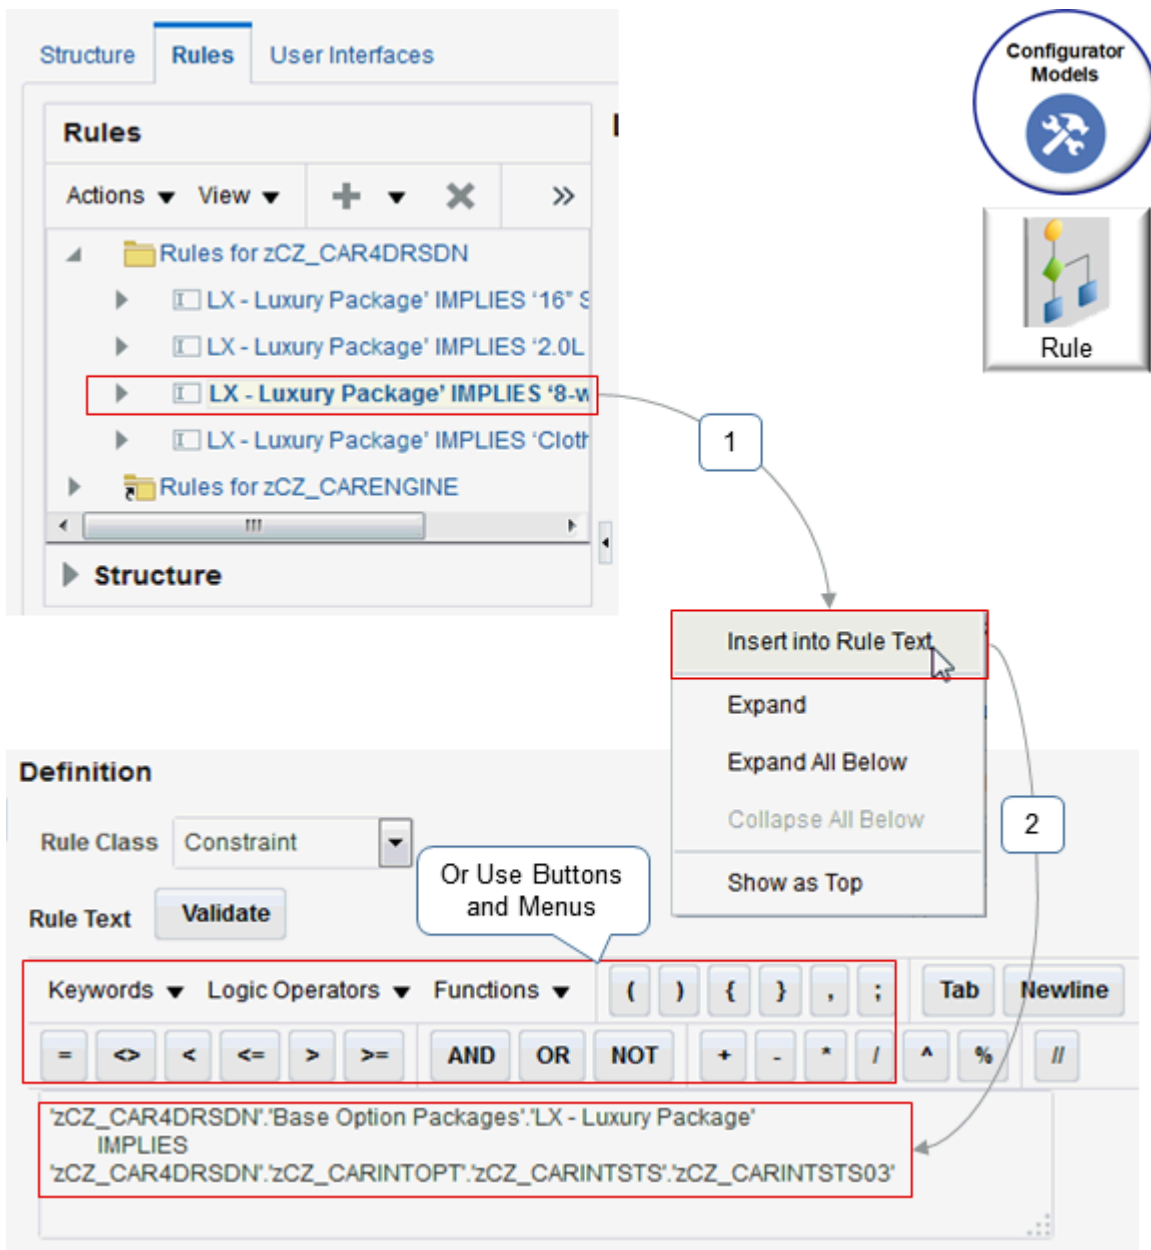 Structure Rules User Interfaces
Configurator
Models
Rules
Actions View
Rules for zCZ_CAR4DRSDN
LX - Luxury Package' IMPLIES ‘16" S
LX - Luxury Package' IMPLIES ‘2.0L
LX - Luxury Package' IMPLIES ‘8-w
LX - Luxury Package' IMPLIES ‘Cloth
Rules for zCZ_CARENGINE
Structure
Rule
1
Insert into Rule Text
Expand
Expand All Below
Collapse All Below
Show as Top
2
Definition
Rule Class Constraint
Or Use Buttons
and Menus
Rule Text Validate
Keywords Logic Operators Functions ( ) { } , ; Tab Newline
= <> < <= > >= AND OR NOT + - * / ^ % //
'zCZ_CAR4DRSDN'.'Base Option Packages'.'LX - Luxury Package'
IMPLIES
'zCZ_CAR4DRSDN'.'zCZ_CARINTOPT'.'zCZ_CARINTSTS'.'zCZ_CARINTSTS03'